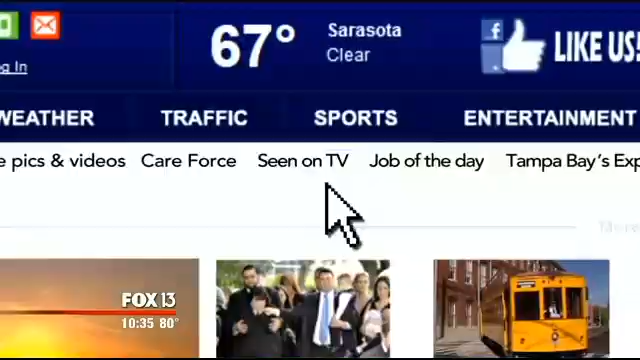 67° Sarasota
Clear
f LIKE US!
g In
WEATHER TRAFFIC SPORTS ENTERTAINMENT
e pics & videos Care Force Seen on TV Job of the day Tampa Bay's Exp
More
FOX 13
10:35 80°